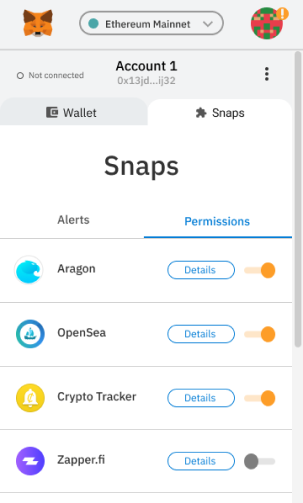 Ethereum Mainnet
Not connected
Account 1
0x13jd...ij32
Wallet
Snaps
Snaps
Alerts
Permissions
Aragon
Details
OpenSea
Details
Crypto Tracker
Details
Zapper.fi
Details